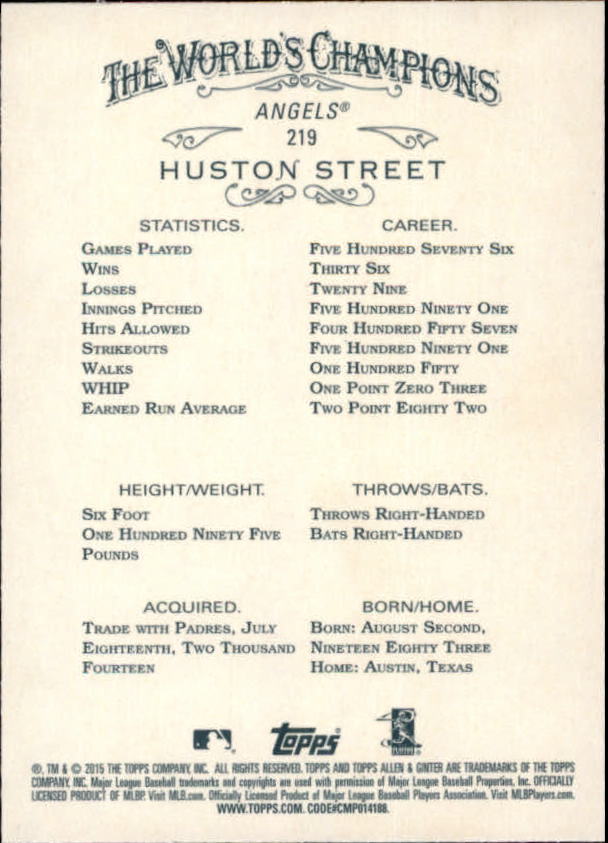 THE WORLD'S CHAMPIONS
ANGELS®
219
HUSTON STREET
STATISTICS. CAREER.
GAMES PLAYED FIVE HUNDRED SEVENTY SIX
WINS THIRTY SIX
LOSSES TWENTY NINE
INNINGS PITCHED FIVE HUNDRED NINETY ONE
HITS ALLOWED FOUR HUNDRED FIFTY SEVEN
STRIKEOUTS FIVE HUNDRED NINETY ONE
WALKS ONE HUNDRED FIFTY
WHIP ONE POINT ZERO THREE
EARNED RUN AVERAGE TWO POINT EIGHTY TWO
HEIGHT/WEIGHT.
SIX FOOT
ONE HUNDRED NINETY FIVE
POUNDS
THROWS/BATS.
THROWS RIGHT-HANDED
BATS RIGHT-HANDED
ACQUIRED.
TRADE WITH PADRES, JULY
EIGHTEENTH, TWO THOUSAND
FOURTEEN
BORN/HOME.
BORN: AUGUST SECOND,
NINETEEN EIGHTY THREE
HOME: AUSTIN, TEXAS
Topps
®, TM & © 2015 THE TOPPS COMPANY, INC. ALL RIGHTS RESERVED. TOPPS AND TOPPS ALLEN & GINTER ARE TRADEMARKS OF THE TOPPS
COMPANY, INC. Major League Baseball trademarks and copyrights are used with permission of Major League Baseball Properties, Inc. OFFICIALLY
LICENSED PRODUCT OF MLBP. Visit MLB.com. Officially Licensed Product of Major League Baseball Players Association. Visit MLBPlayers.com.
WWW.TOPPS.COM. CODE#CMP014188.